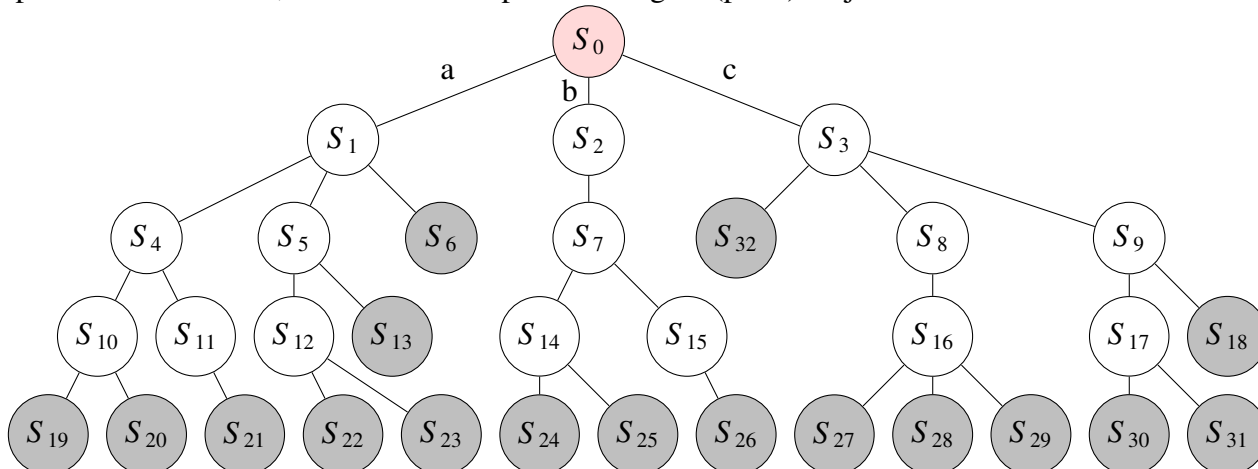 S0
a
b
c
S1 S2 S3
S4 S5 S6 S7 S32 S8 S9
S10 S11 S12 S13 S14 S15 S16 S17 S18
S19 S20 S21 S22 S23 S24 S25 S26 S27 S28 S29 S30 S31